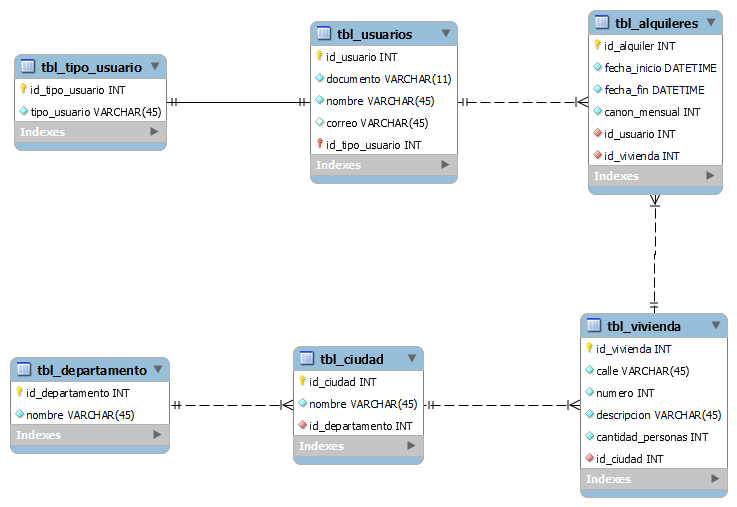 tbl_tipo_usuario
id_tipo_usuario INT
tipo_usuario VARCHAR(45)
Indexes
tbl_usuarios
id_usuario INT
documento VARCHAR(11)
nombre VARCHAR(45)
correo VARCHAR(45)
id_tipo_usuario INT
Indexes
tbl_alquileres
id_alquiler INT
fecha_inicio DATETIME
fecha_fin DATETIME
canon_mensual INT
id_usuario INT
id_vivienda INT
Indexes
tbl_departamento
id_departamento INT
nombre VARCHAR(45)
Indexes
tbl_ciudad
id_ciudad INT
nombre VARCHAR(45)
id_departamento INT
Indexes
tbl_vivienda
id_vivienda INT
calle VARCHAR(45)
numero INT
descripcion VARCHAR(45)
cantidad_personas INT
id_ciudad INT
Indexes